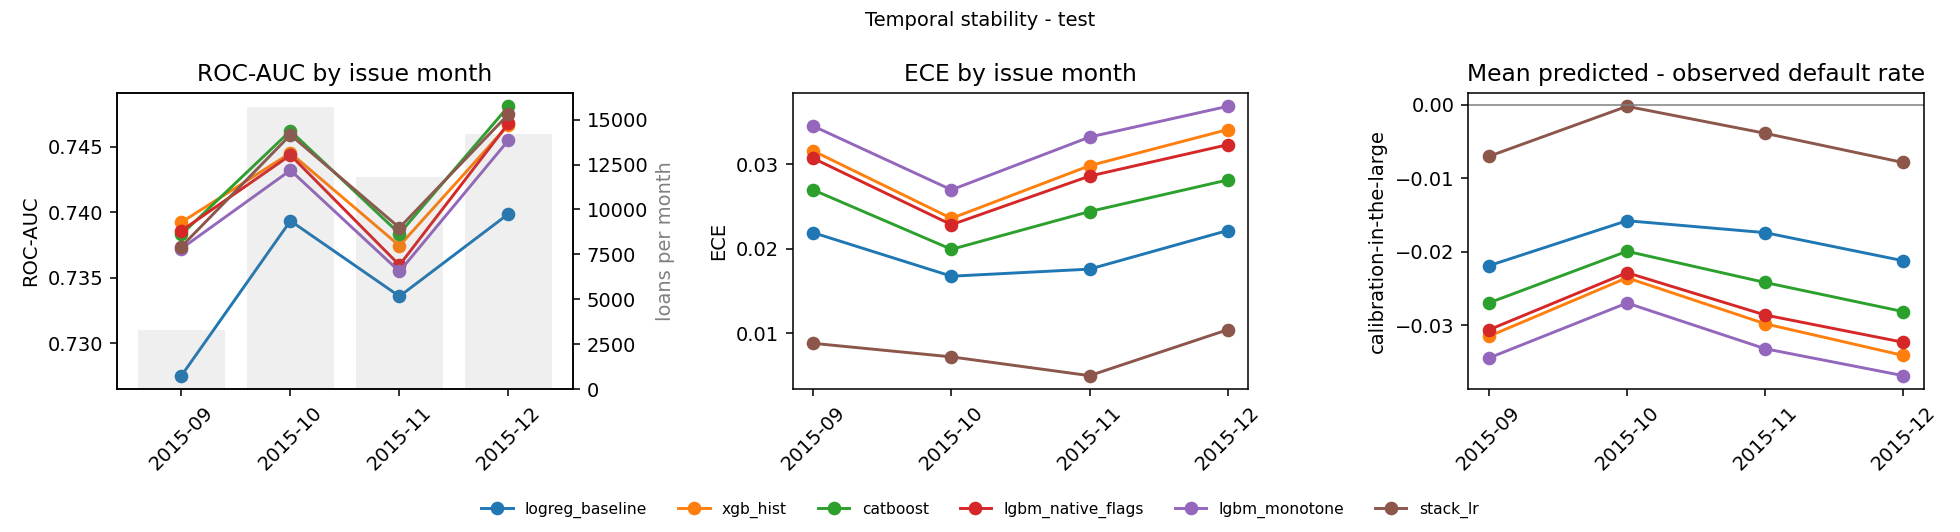 Temporal stability - test
ROC-AUC by issue month
ROC-AUC
0.745
0.740
0.735
0.730
15000
12500
10000
7500
5000
2500
0
loans per month
2015-09
2015-10
2015-11
2015-12
ECE by issue month
ECE
0.03
0.02
0.01
2015-09
2015-10
2015-11
2015-12
Mean predicted - observed default rate
calibration-in-the-large
0.00
−0.01
−0.02
−0.03
2015-09
2015-10
2015-11
2015-12
logreg_baseline
xgb_hist
catboost
lgbm_native_flags
lgbm_monotone
stack_lr